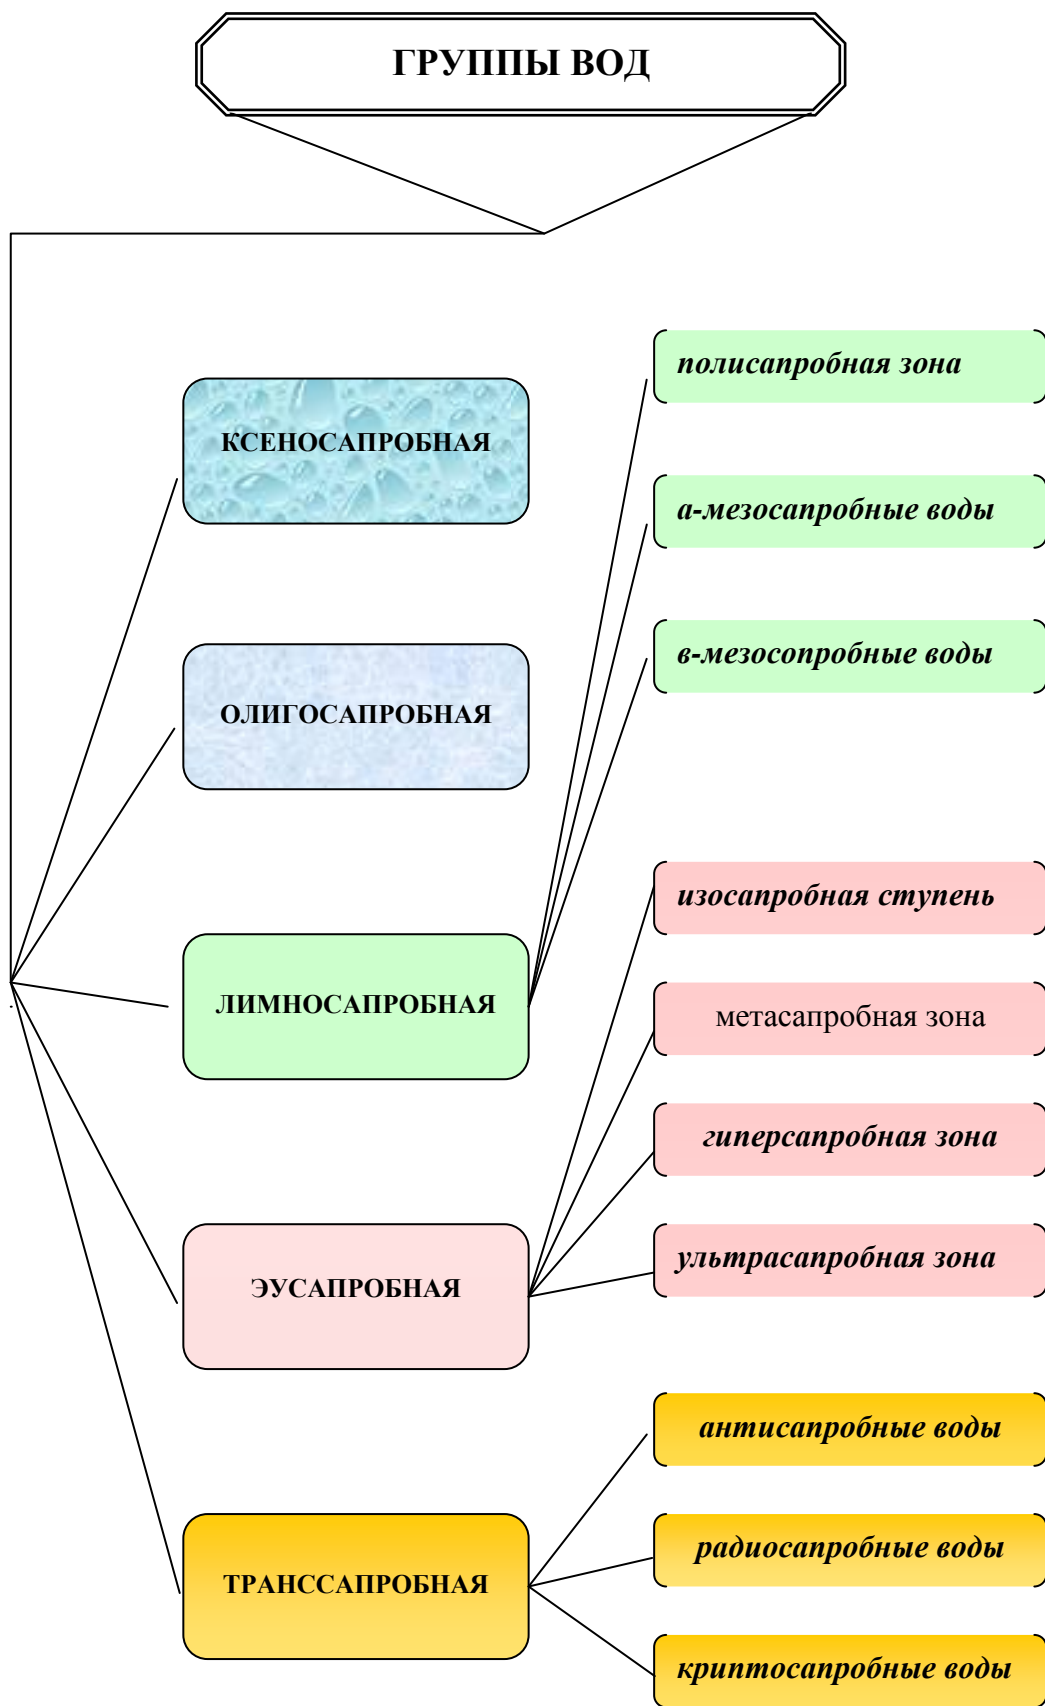 ГРУППЫ ВОД
КСЕНОСАПРОБНАЯ
ОЛИГОСАПРОБНАЯ
ЛИМНОСАПРОБНАЯ
полисапробная зона
а-мезосапробные воды
в-мезосопробные воды
ЭУСАПРОБНАЯ
изосапробная ступень
метасапробная зона
гиперсапробная зона
ультрасапробная зона
ТРАНССАПРОБНАЯ
антисапробные воды
радиосапробные воды
криптосапробные воды